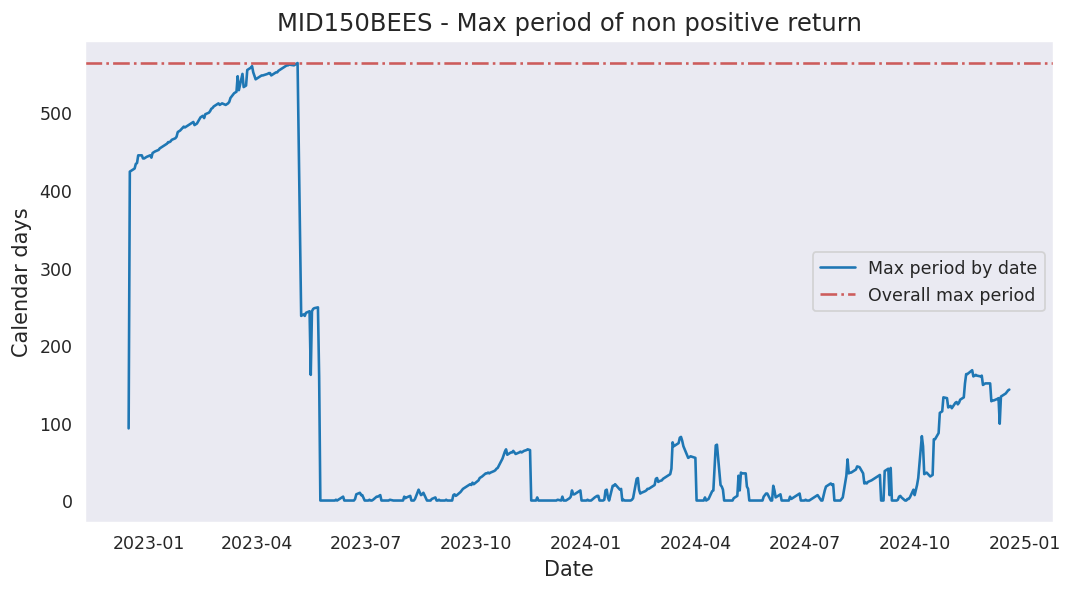 MID150BEES - Max period of non positive return
Calendar days
500
400
300
200
100
0
Max period by date
Overall max period
2023-01 2023-04 2023-07 2023-10 2024-01 2024-04 2024-07 2024-10 2025-01
Date